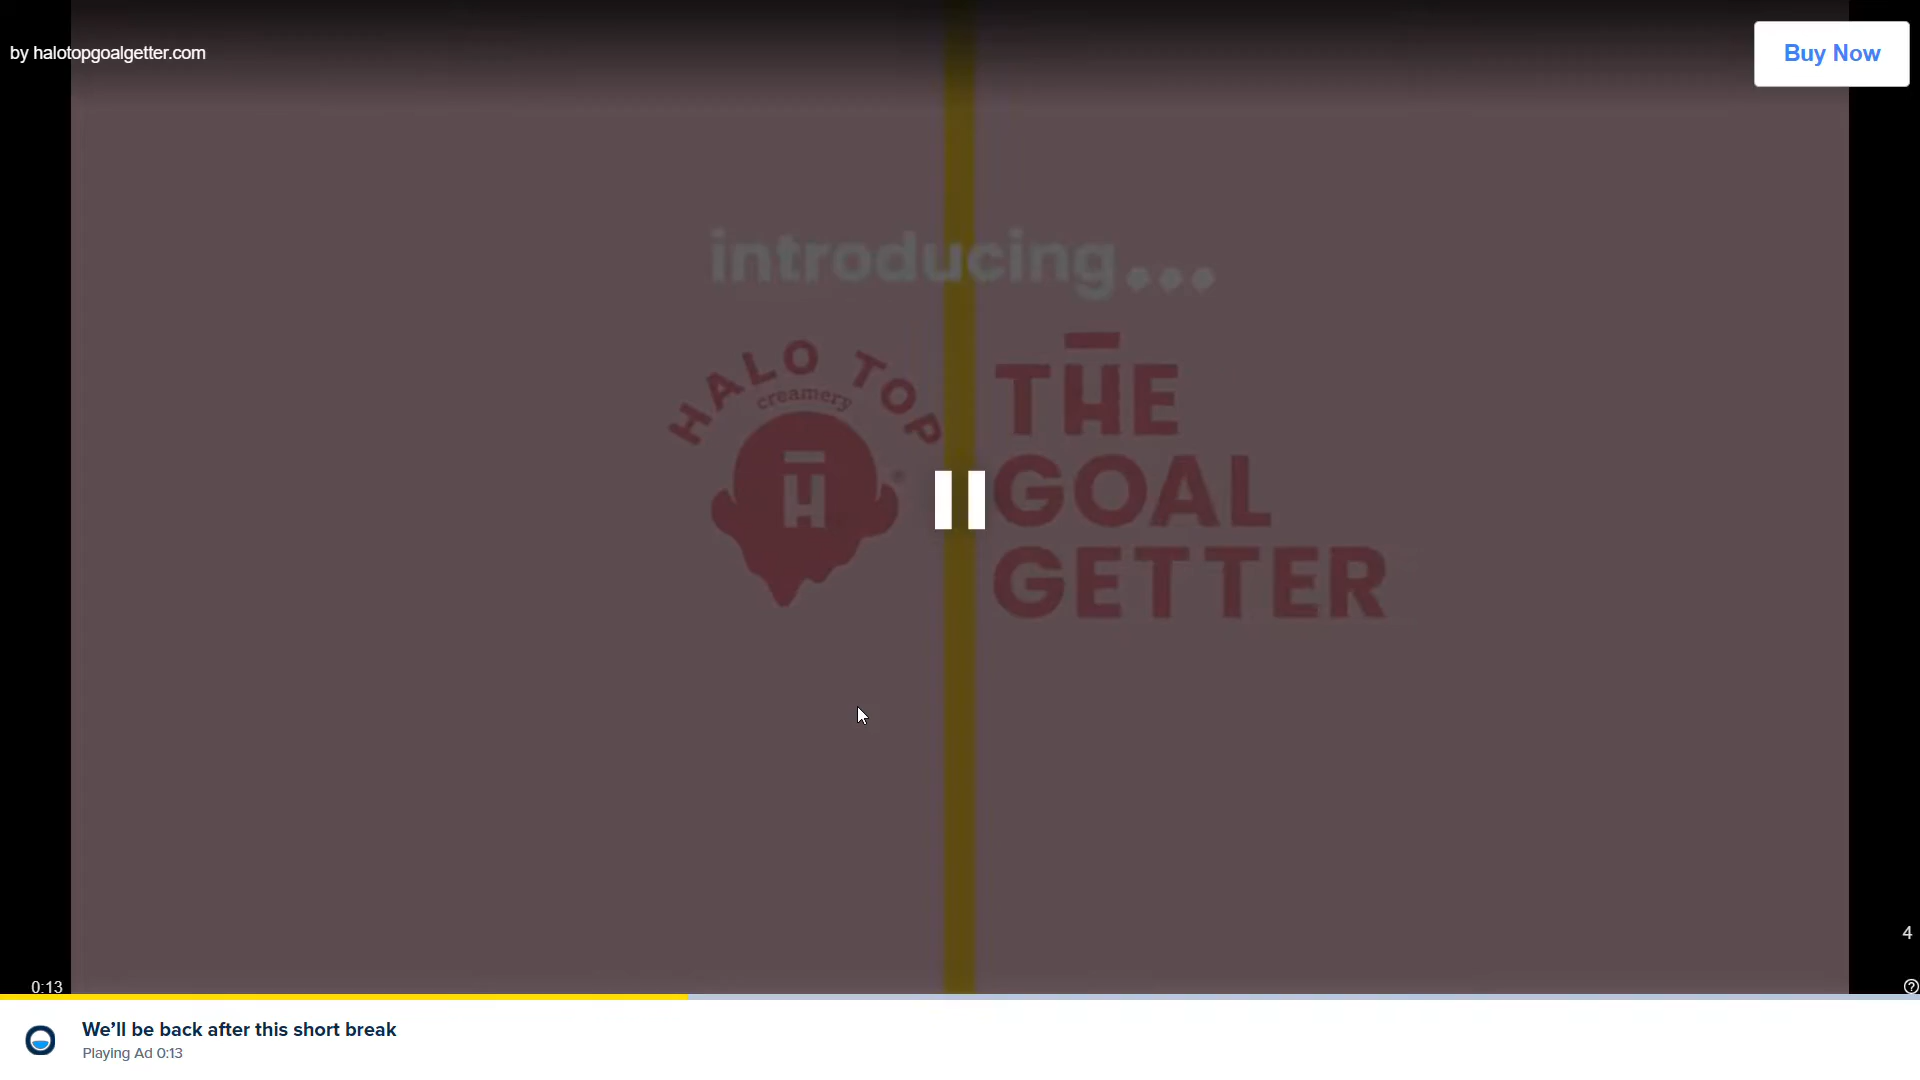 by halotopgoalgetter.com
Buy Now
introducing...
HALO TOP
creamery
H
®
THE
GOAL
GETTER
4
0:13
?
We’ll be back after this short break
Playing Ad 0:13